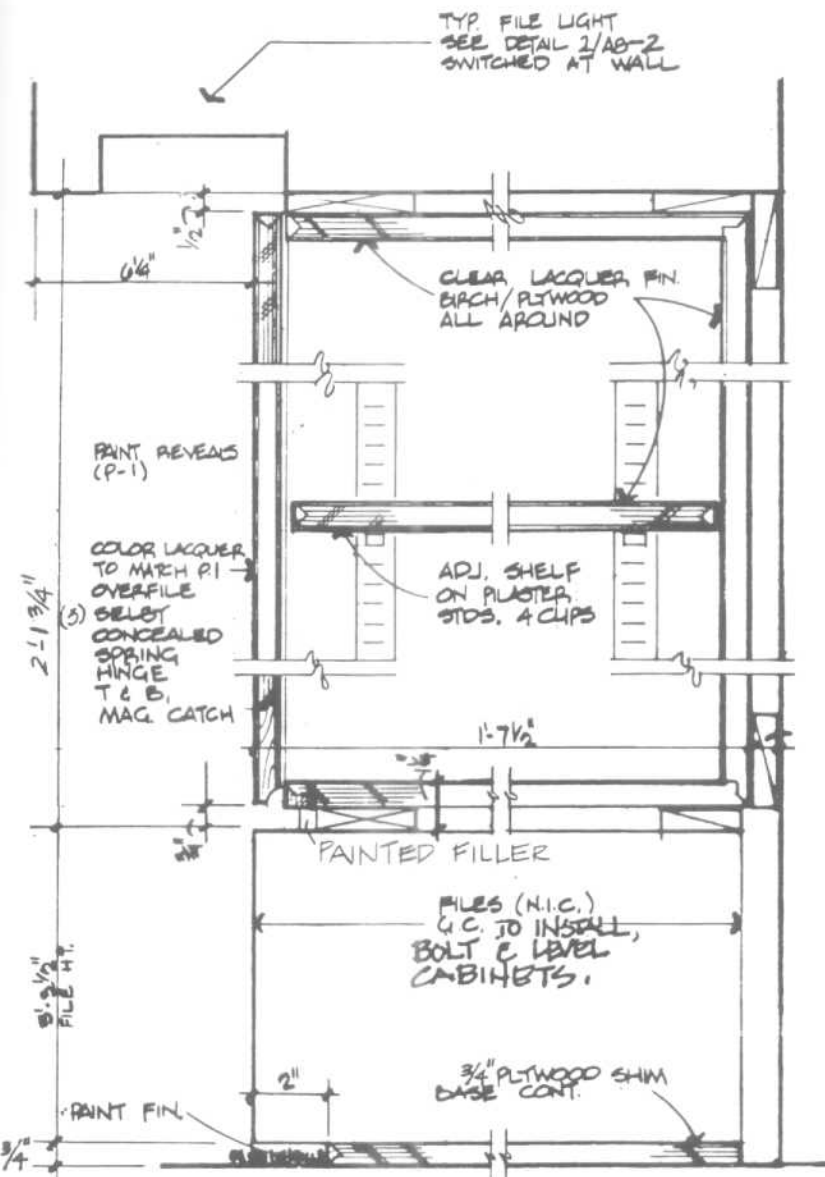 TYP. FILE LIGHT
SEE DETAIL 2/A8-2
SWITCHED AT WALL
1/2"
6 1/4"
CLEAR LACQUER FIN.
BIRCH/PLYWOOD
ALL AROUND
PAINT REVEALS
(P-1)
COLOR LACQUER
TO MATCH P.1
OVERFILE
(3) SELBY
CONCEALED
SPRING
HINGE
T & B,
MAG. CATCH
2'-1 3/4"
ADJ. SHELF
ON PILASTER
STDS. 4 CLIPS
1'-7 1/2"
PAINTED FILLER
FILES (N.I.C.)
G.C. TO INSTALL,
BOLT & LEVEL
CABINETS.
FILE HT.
2"
3/4" PLYWOOD SHIM
BASE CONT.
PAINT FIN.
3/4"